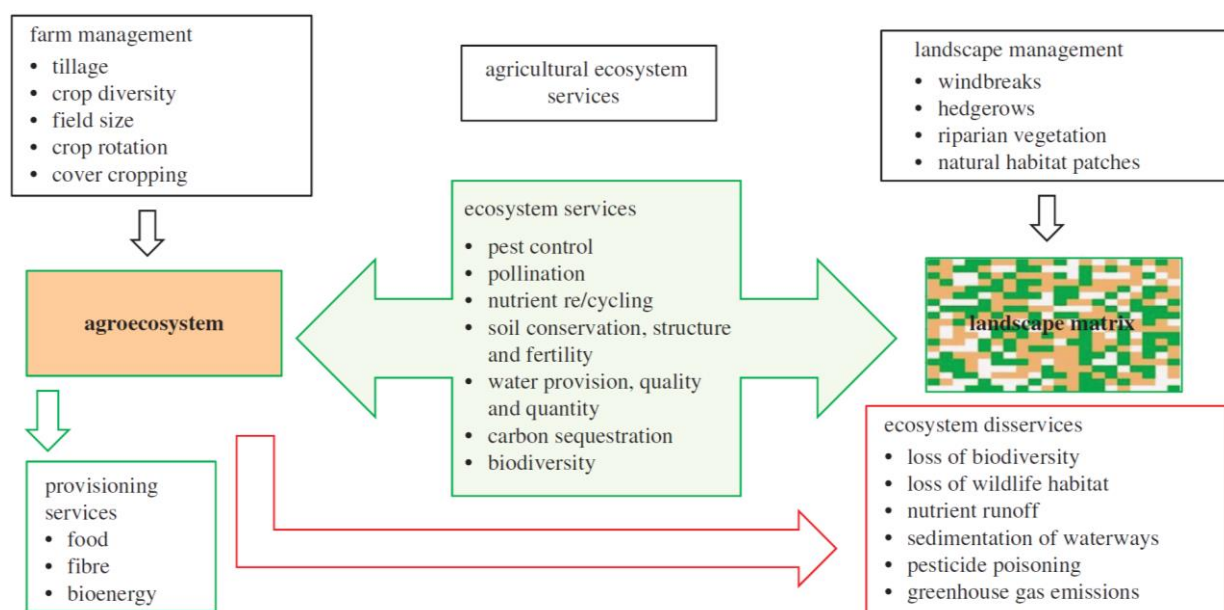 farm management
• tillage
• crop diversity
• field size
• crop rotation
• cover cropping
agricultural ecosystem
services
landscape management
• windbreaks
• hedgerows
• riparian vegetation
• natural habitat patches
agroecosystem
ecosystem services
• pest control
• pollination
• nutrient re/cycling
• soil conservation, structure
and fertility
• water provision, quality
and quantity
• carbon sequestration
• biodiversity
landscape matrix
provisioning
services
• food
• fibre
• bioenergy
ecosystem disservices
• loss of biodiversity
• loss of wildlife habitat
• nutrient runoff
• sedimentation of waterways
• pesticide poisoning
• greenhouse gas emissions